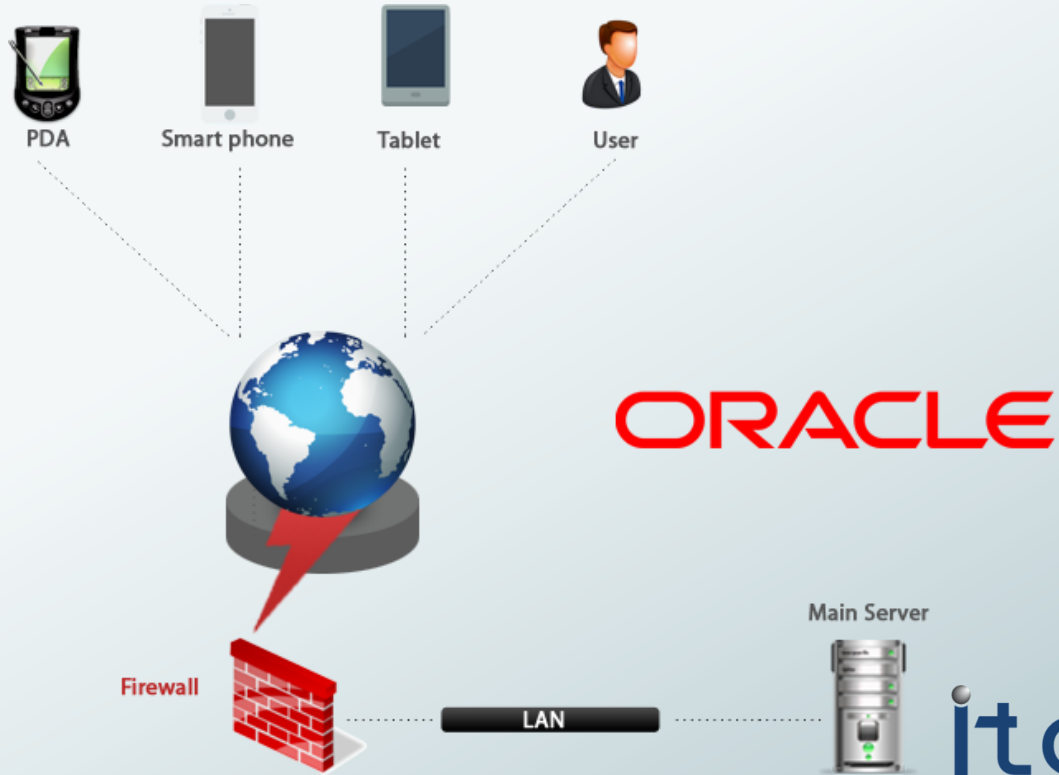 PDA
Smart phone
Tablet
User
ORACLE
Main Server
Firewall
LAN